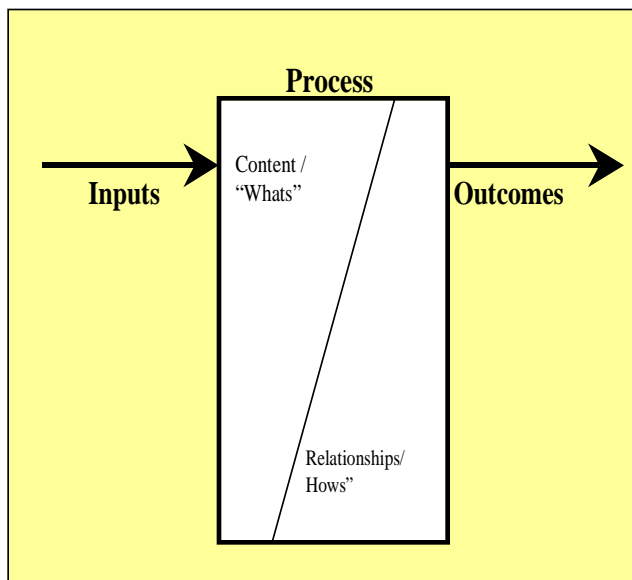 Process
Content /
“Whats”
Inputs
Outcomes
Relationships/
Hows”